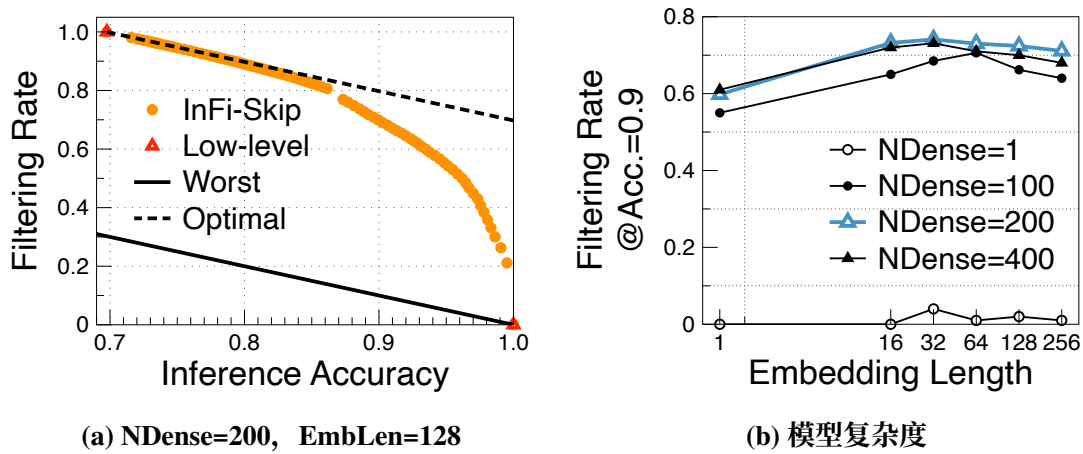 1.0
0.8
0.6
0.4
0.2
0
Filtering Rate
InFi-Skip
Low-level
Worst
Optimal
0.7
0.8
0.9
1.0
Inference Accuracy
(a) NDense=200, EmbLen=128
0.8
0.6
0.4
0.2
0
Filtering Rate
@Acc.=0.9
NDense=1
NDense=100
NDense=200
NDense=400
1
16
32
64
128
256
Embedding Length
(b) 模型复杂度